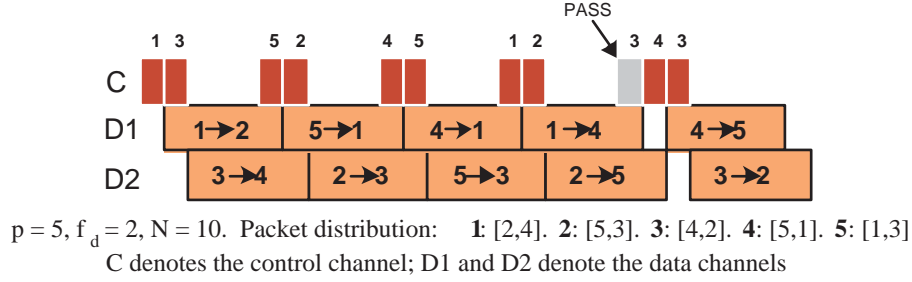 PASS
1 3 5 2 4 5 1 2 3 4 3
C
D1 1→2 5→1 4→1 1→4 4→5
D2 3→4 2→3 5→3 2→5 3→2
p = 5, f d = 2, N = 10. Packet distribution: 1: [2,4]. 2: [5,3]. 3: [4,2]. 4: [5,1]. 5: [1,3]
C denotes the control channel; D1 and D2 denote the data channels